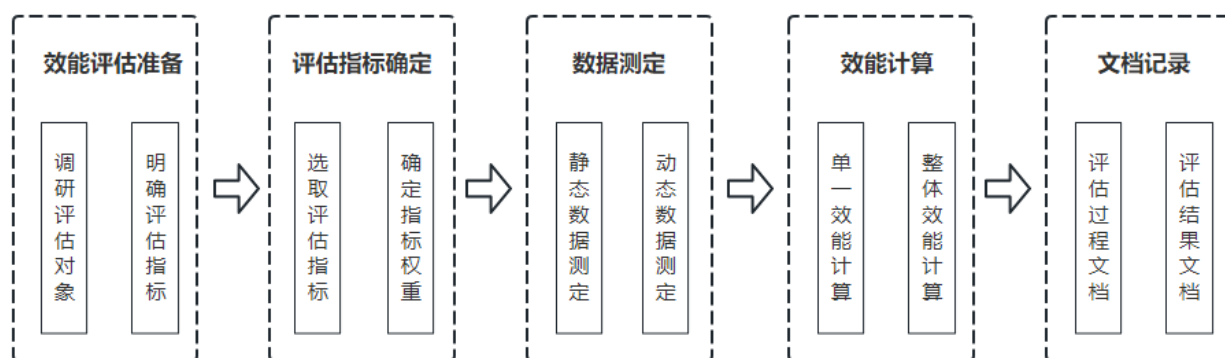 效能评估准备
调研评估对象
明确评估指标
评估指标确定
选取评估指标
确定指标权重
数据测定
静态数据测定
动态数据测定
效能计算
单一效能计算
整体效能计算
文档记录
评估过程文档
评估结果文档